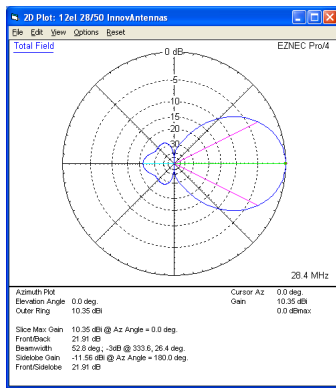 2D Plot: 12el 28/50 InnovAntennas
File Edit View Options Reset
Total Field
EZNEC Pro/4
0 dB
-5
-10
-15
-20
-30
28.4 MHz
Azimuth Plot
Elevation Angle 0.0 deg.
Outer Ring 10.35 dBi
Cursor Az 0.0 deg.
Gain 10.35 dBi
0.0 dBmax
Slice Max Gain 10.35 dBi @ Az Angle = 0.0 deg.
Front/Back 21.91 dB
Beamwidth 52.8 deg.; -3dB @ 333.6, 26.4 deg.
Sidelobe Gain -11.56 dBi @ Az Angle = 180.0 deg.
Front/Sidelobe 21.91 dB